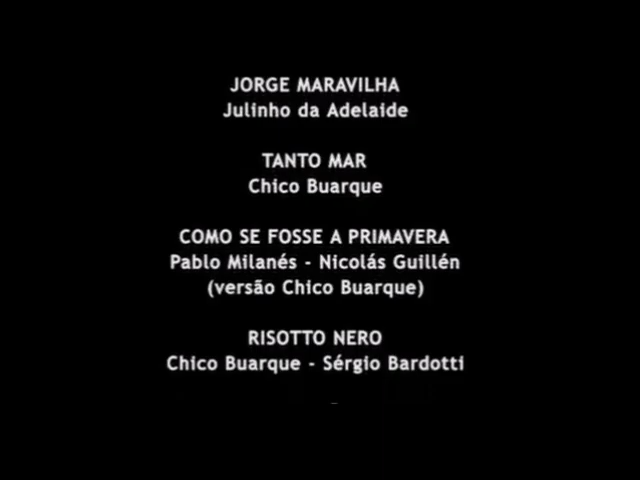 JORGE MARAVILHA
Julinho da Adelaide
TANTO MAR
Chico Buarque
COMO SE FOSSE A PRIMAVERA
Pablo Milanés - Nicolás Guillén
(versão Chico Buarque)
RISOTTO NERO
Chico Buarque - Sérgio Bardotti